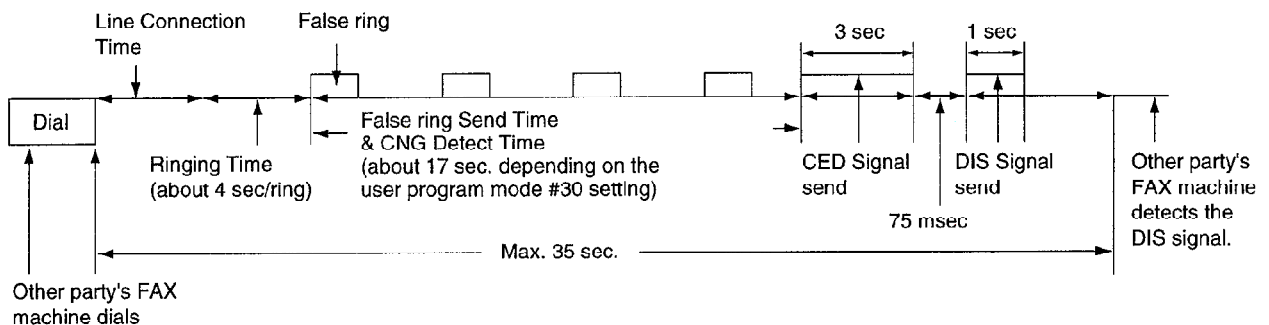 Line Connection
Time
False ring
3 sec
1 sec
Dial
False ring Send Time
& CNG Detect Time
(about 17 sec. depending on the
user program mode #30 setting)
Ringing Time
(about 4 sec/ring)
CED Signal
send
DIS Signal
send
75 msec
Other party's
FAX machine
detects the
DIS signal.
Max. 35 sec.
Other party's FAX
machine dials